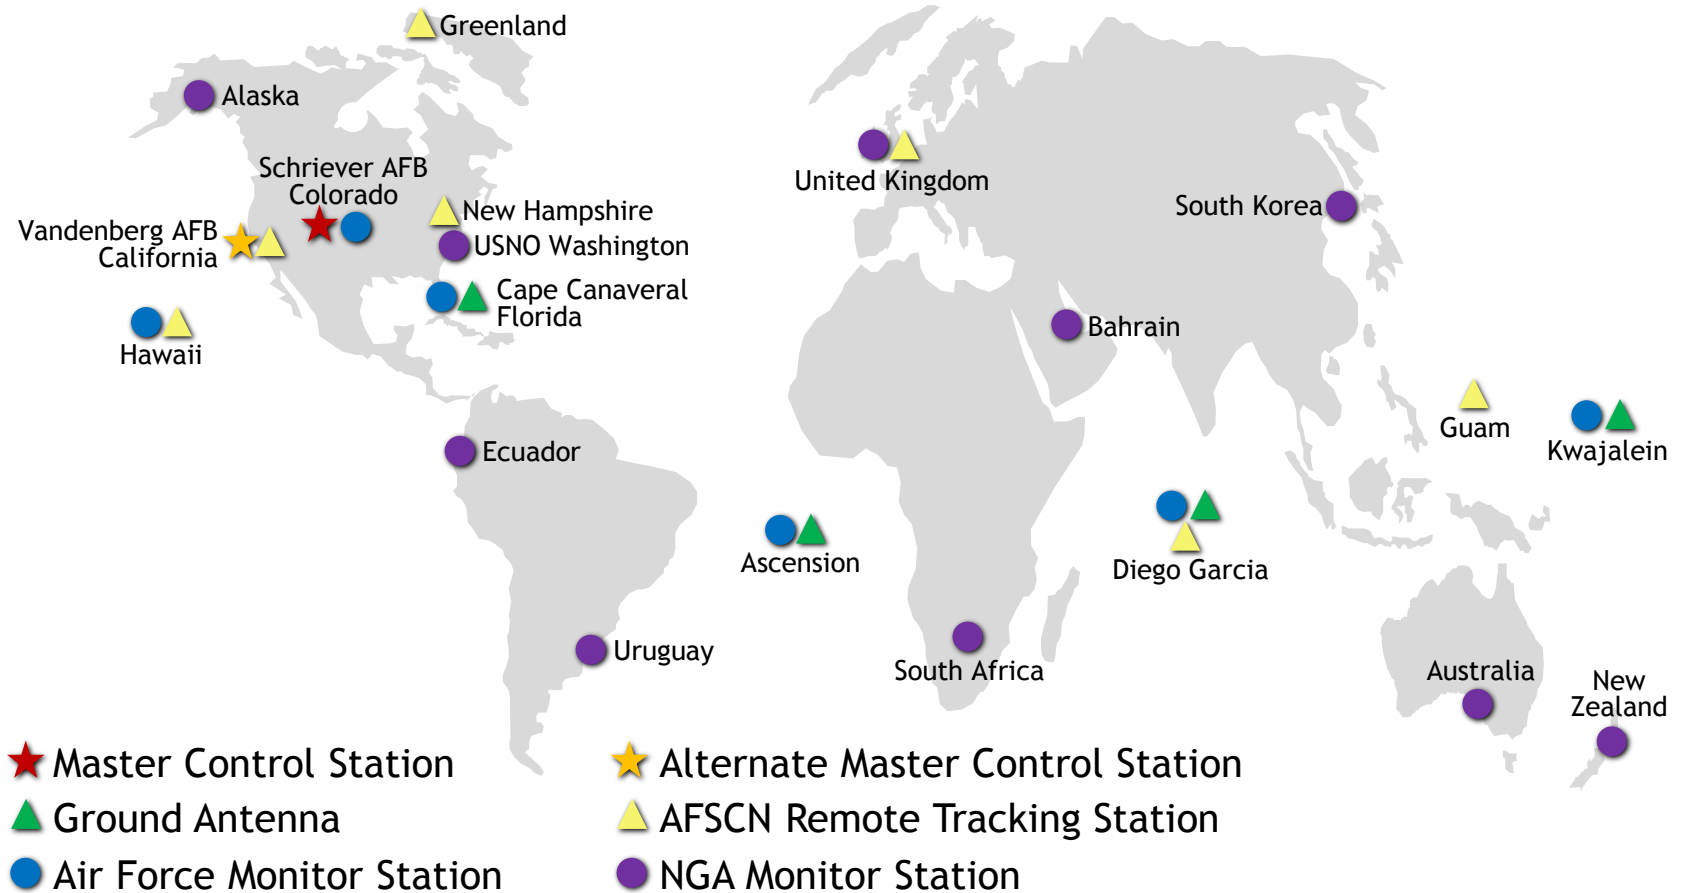 Greenland
Alaska
Schriever AFB
Colorado
United Kingdom
South Korea
New Hampshire
Vandenberg AFB
California
USNO Washington
Cape Canaveral
Florida
Hawaii
Bahrain
Guam
Kwajalein
Ecuador
Ascension
Diego Garcia
Uruguay
South Africa
Australia
New
Zealand
Master Control Station
Alternate Master Control Station
Ground Antenna
AFSCN Remote Tracking Station
Air Force Monitor Station
NGA Monitor Station